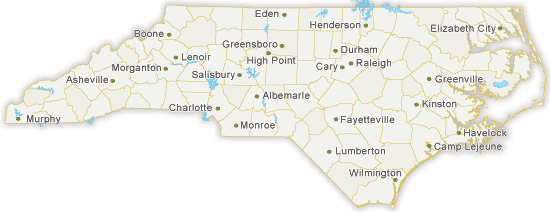 Eden
Henderson
Elizabeth City
Boone
Greensboro
Durham
Lenoir
High Point
Cary
Raleigh
Morganton
Salisbury
Asheville
Greenville
Albemarle
Kinston
Charlotte
Murphy
Monroe
Fayetteville
Havelock
Camp Lejeune
Lumberton
Wilmington